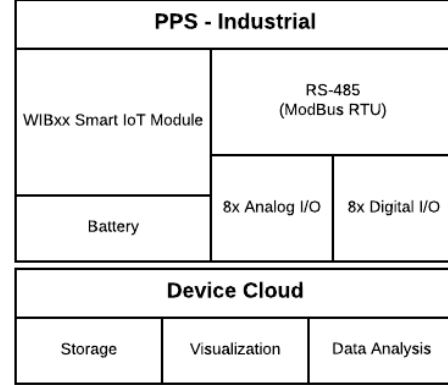 PPS - Industrial
WIBxx Smart IoT Module
RS-485
(ModBus RTU)
Battery
8x Analog I/O
8x Digital I/O
Device Cloud
Storage
Visualization
Data Analysis